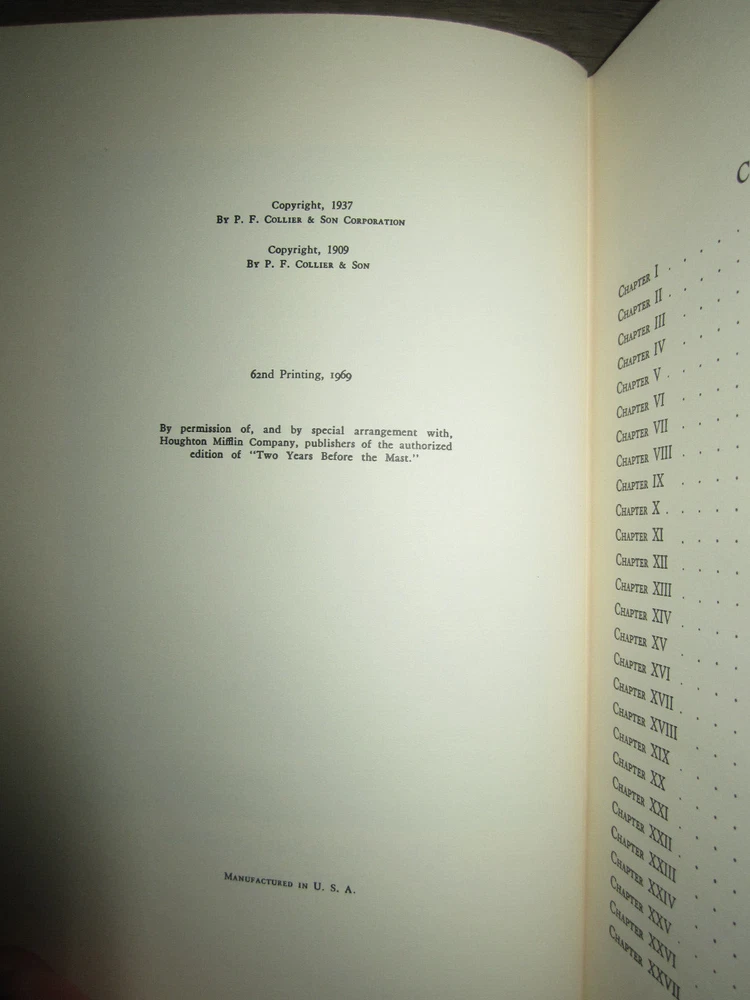 Copyright, 1937
By P. F. Collier & Son Corporation
Copyright, 1909
By P. F. Collier & Son
62nd Printing, 1969
By permission of, and by special arrangement with,
Houghton Mifflin Company, publishers of the authorized
edition of "Two Years Before the Mast."
Manufactured in U. S. A.
C
Chapter I . . . .
Chapter II . . . .
Chapter III . . .
Chapter IV . . .
Chapter V . . . .
Chapter VI . . .
Chapter VII . . .
Chapter VIII . . .
Chapter IX . . .
Chapter X . . . .
Chapter XI . . .
Chapter XII . . .
Chapter XIII . . .
Chapter XIV . . .
Chapter XV . . .
Chapter XVI . . .
Chapter XVII . . .
Chapter XVIII . . .
Chapter XIX . . .
Chapter XX . . .
Chapter XXI . . .
Chapter XXII . . .
Chapter XXIII . . .
Chapter XXIV . . .
Chapter XXV . . .
Chapter XXVI . . .
Chapter XXVII . . .